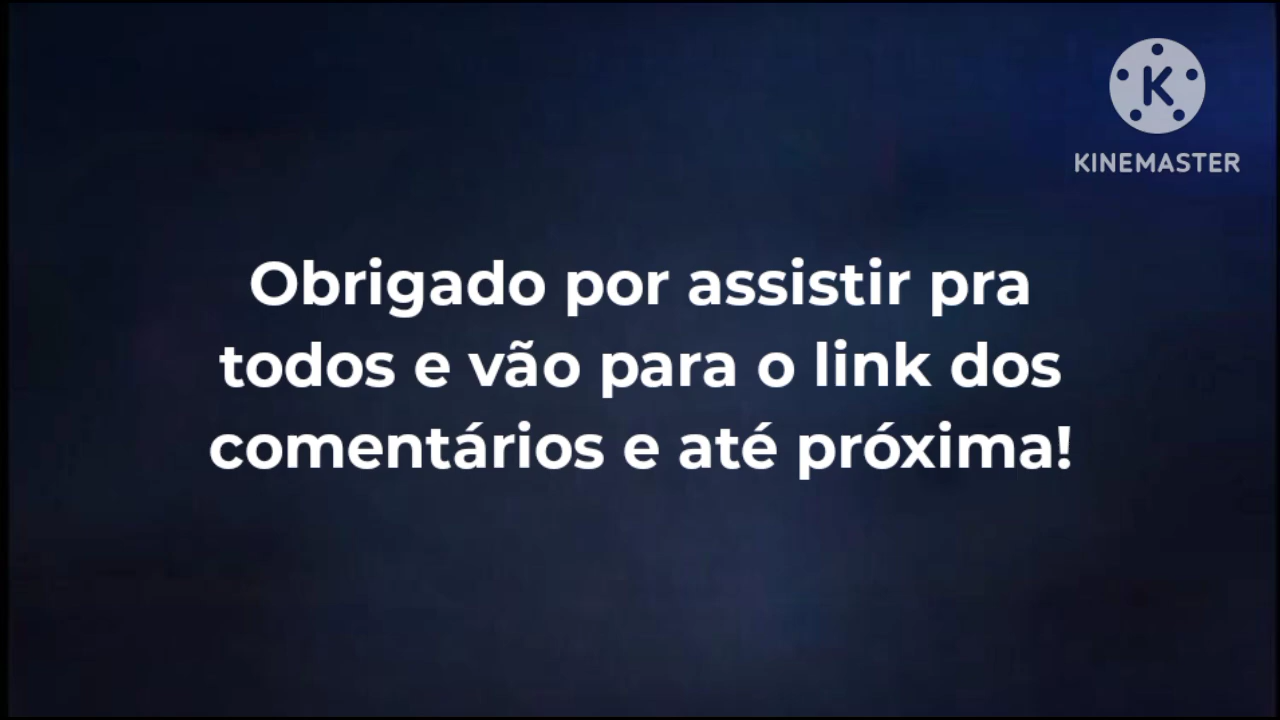 KINEMASTER
Obrigado por assistir pra
todos e vão para o link dos
comentários e até próxima!